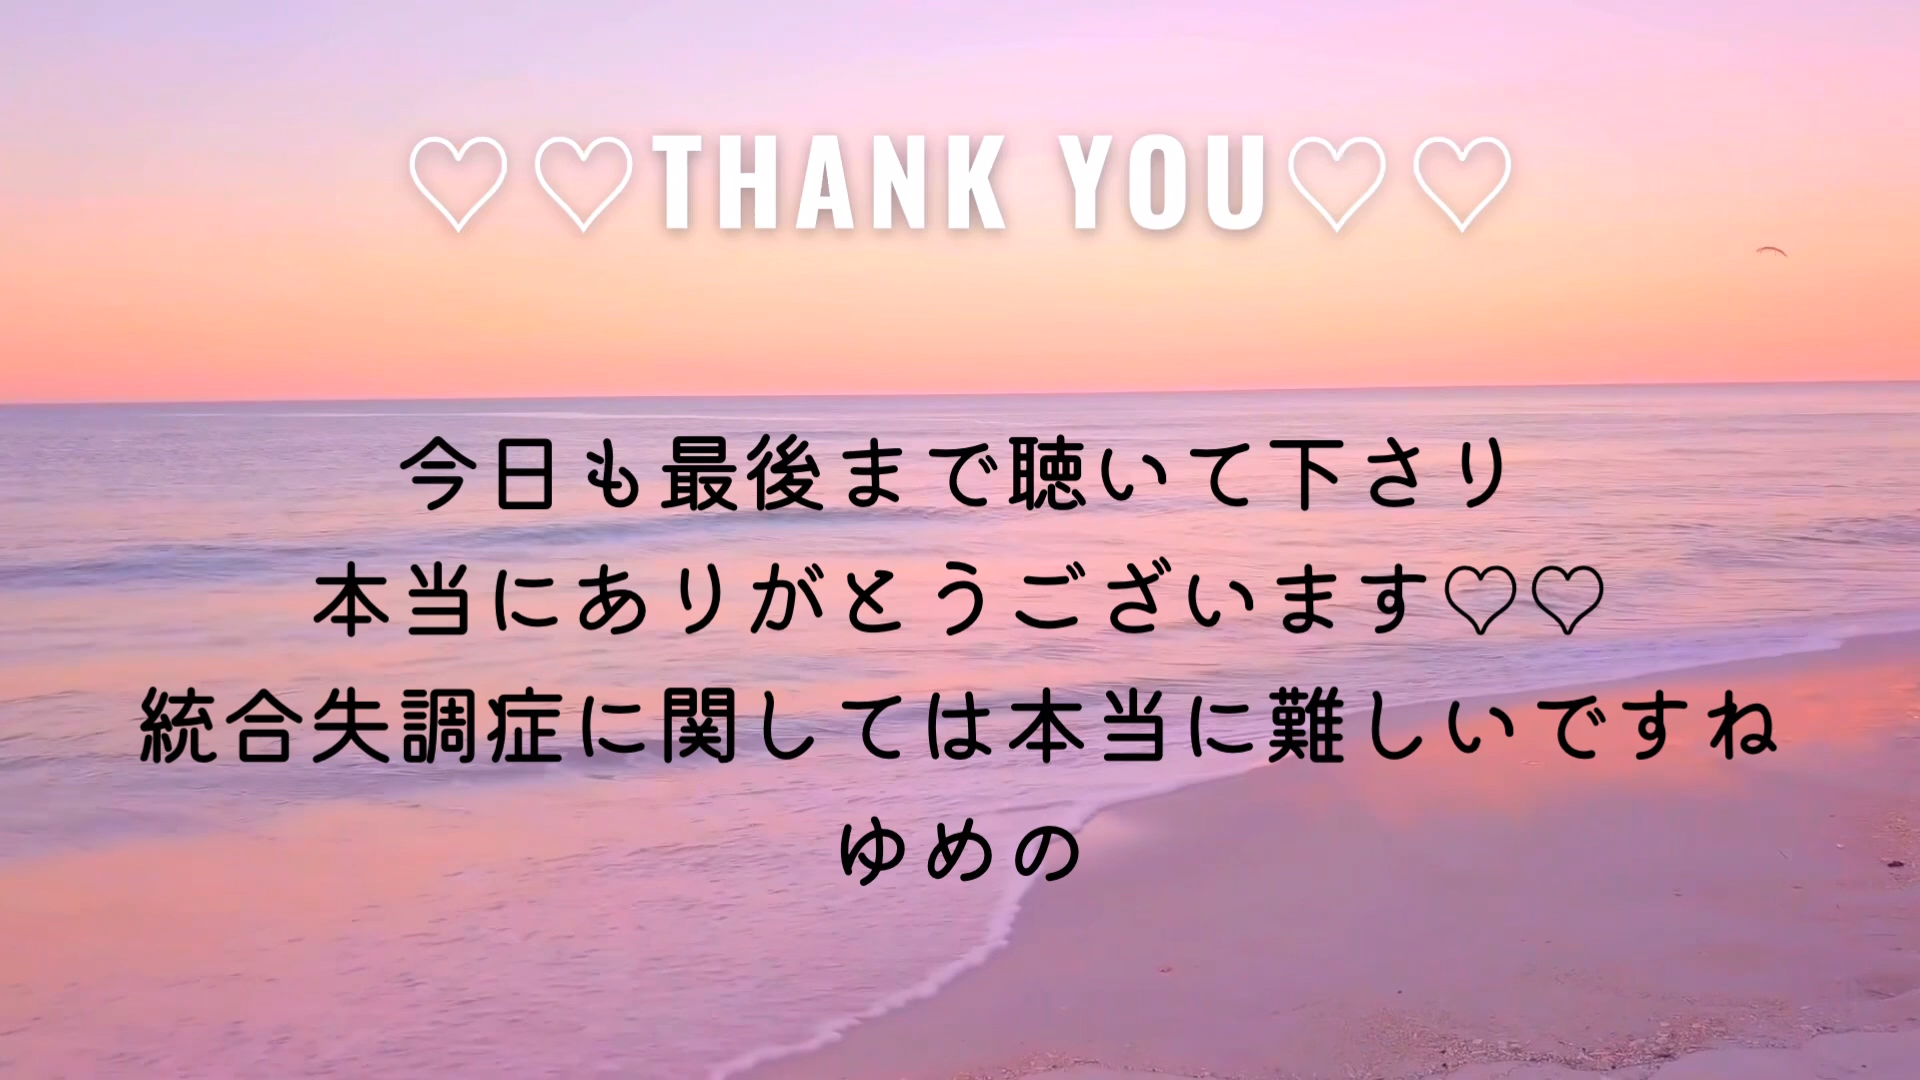 ♡♡THANK YOU♡♡
今日も最後まで聴いて下さり
本当にありがとうございます♡♡
統合失調症に関しては本当に難しいですね
ゆめの